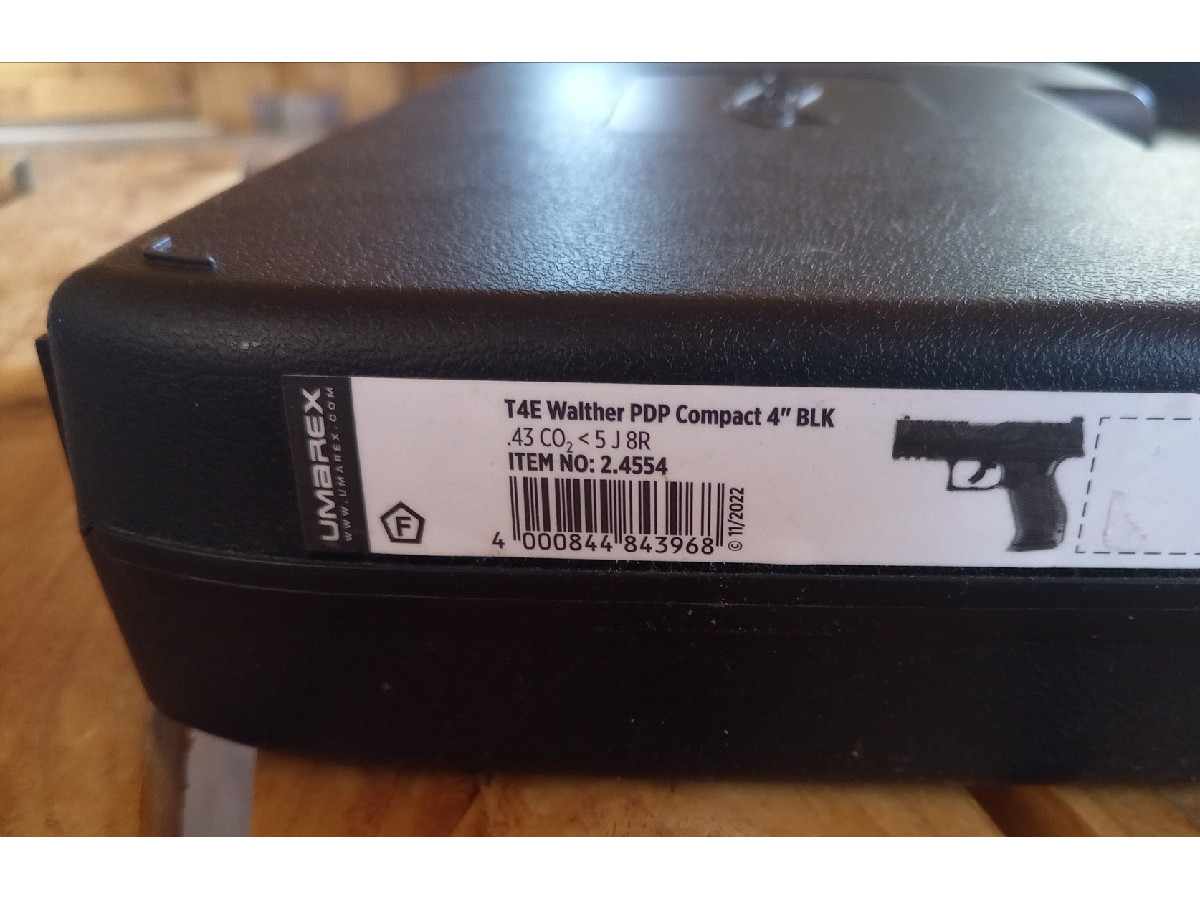 UMAREX
WWW.UMAREX.COM
T4E Walther PDP Compact 4" BLK
.43 CO₂ < 5 J 8R
ITEM NO: 2.4554
F
4 000844 843968
© 11/2022